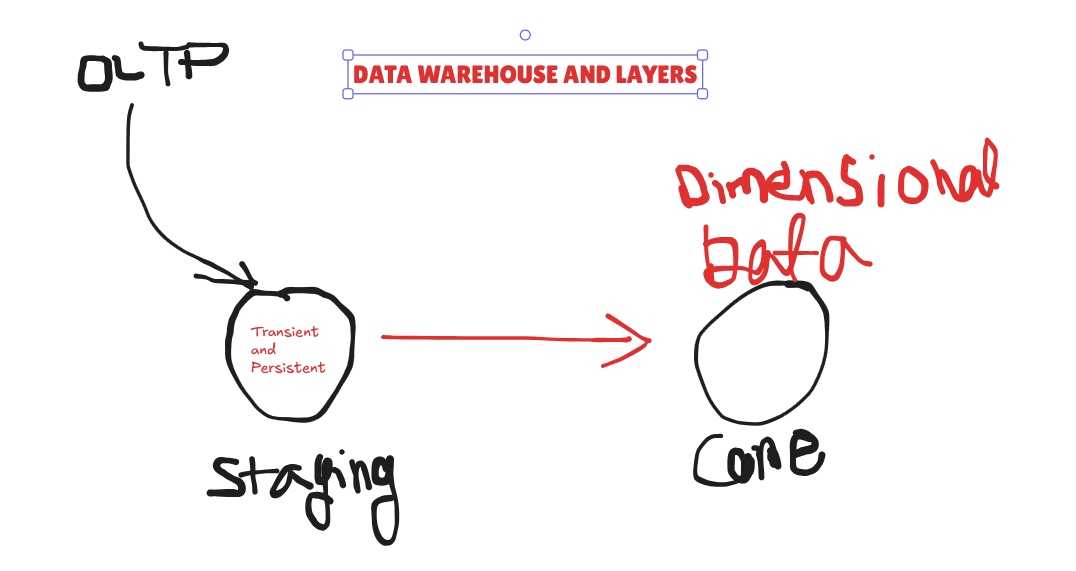 OLTP
DATA WAREHOUSE AND LAYERS
Dimensional
Data
Transient
and
Persistent
Staging
Core